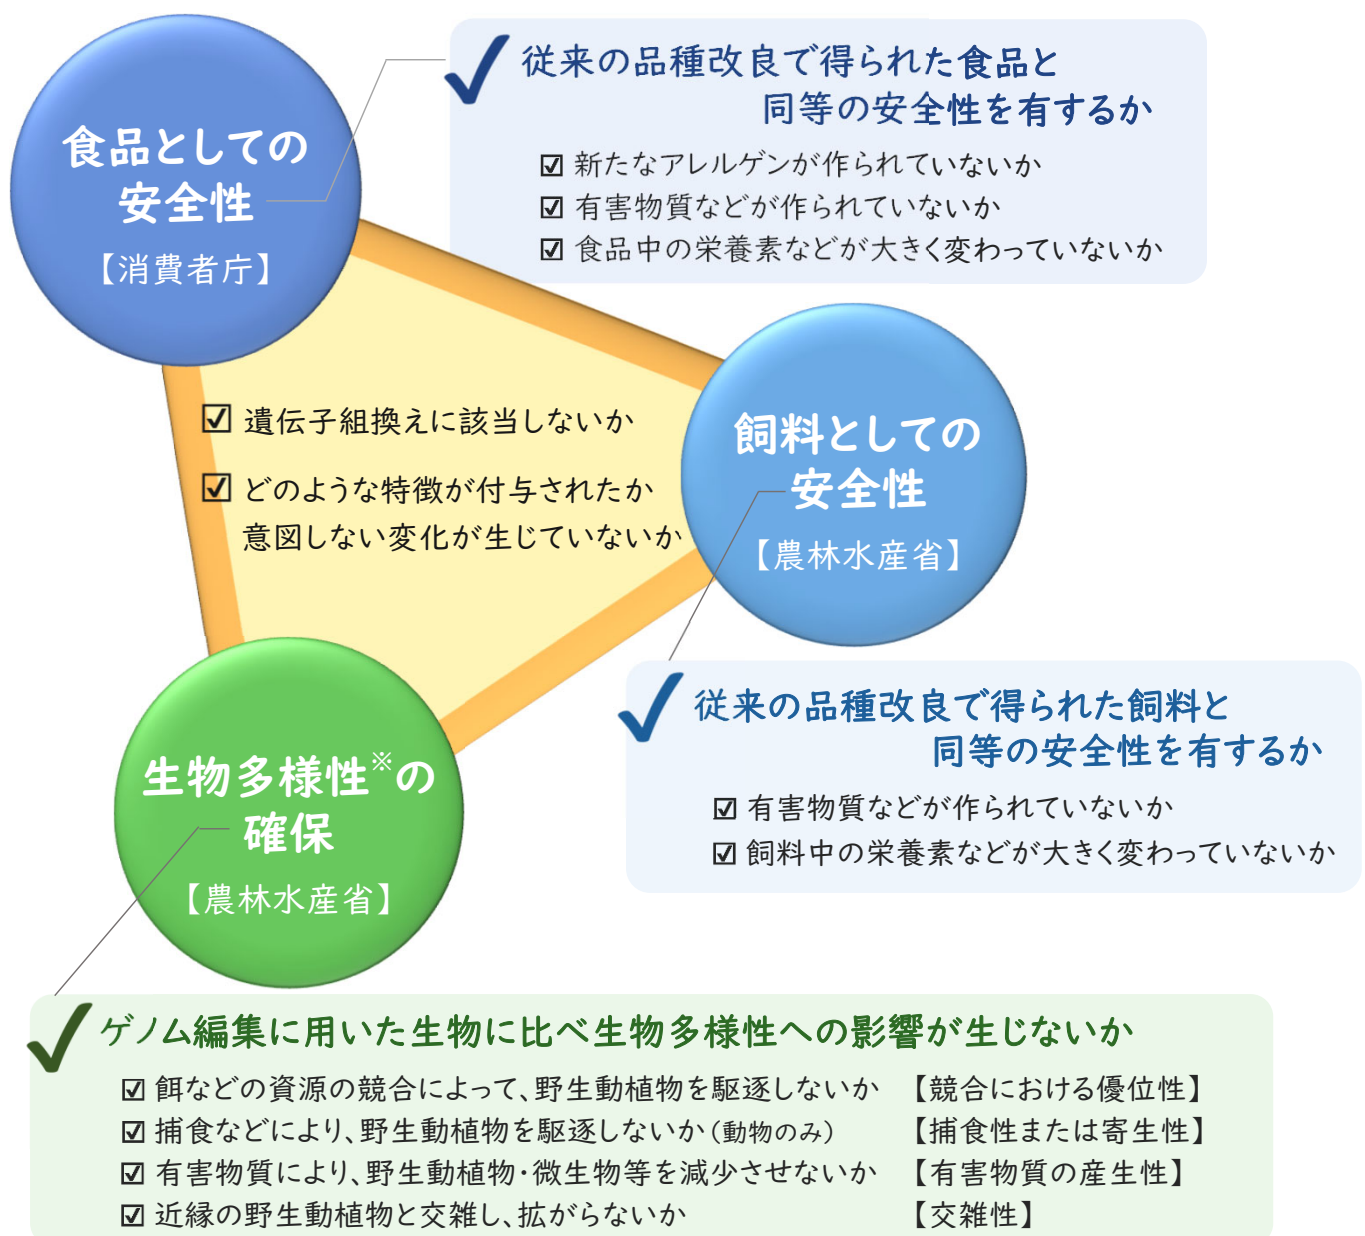 食品としての
安全性
【消費者庁】
従来の品種改良で得られた食品と
同等の安全性を有するか
☑ 新たなアレルゲンが作られていないか
☑ 有害物質などが作られていないか
☑ 食品中の栄養素などが大きく変わっていないか
☑ 遺伝子組換えに該当しないか
☑ どのような特徴が付与されたか
意図しない変化が生じていないか
飼料としての
安全性
【農林水産省】
従来の品種改良で得られた飼料と
同等の安全性を有するか
☑ 有害物質などが作られていないか
☑ 飼料中の栄養素などが大きく変わっていないか
生物多様性※の
確保
【農林水産省】
ゲノム編集に用いた生物に比べ生物多様性への影響が生じないか
☑ 餌などの資源の競合によって、野生動植物を駆逐しないか 【競合における優位性】
☑ 捕食などにより、野生動植物を駆逐しないか（動物のみ） 【捕食性または寄生性】
☑ 有害物質により、野生動植物・微生物等を減少させないか 【有害物質の産生性】
☑ 近縁の野生動植物と交雑し、拡がらないか 【交雑性】